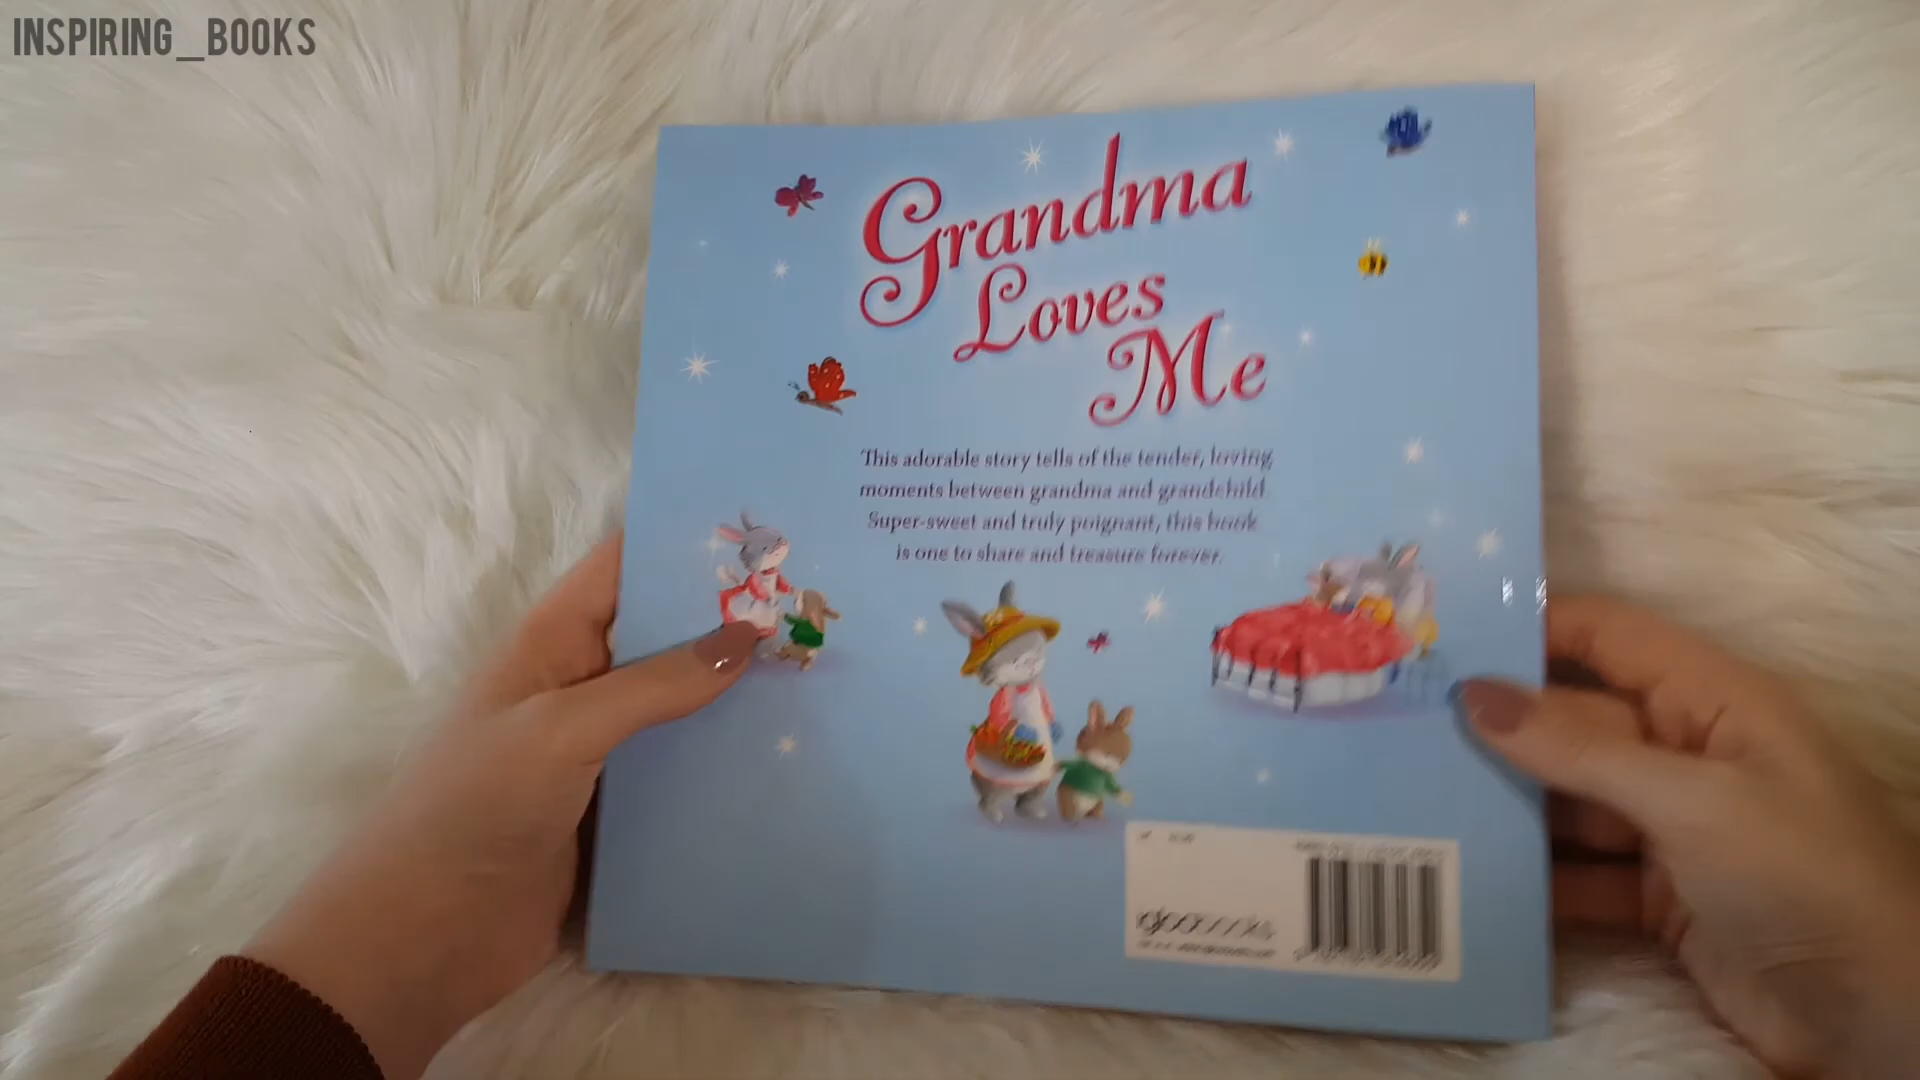 INSPIRING_BOOKS
Grandma
Loves
Me
This adorable story tells of the tender, loving
moments between grandma and grandchild.
Super-sweet and truly poignant, this book
is one to share and treasure forever.
igloobooks